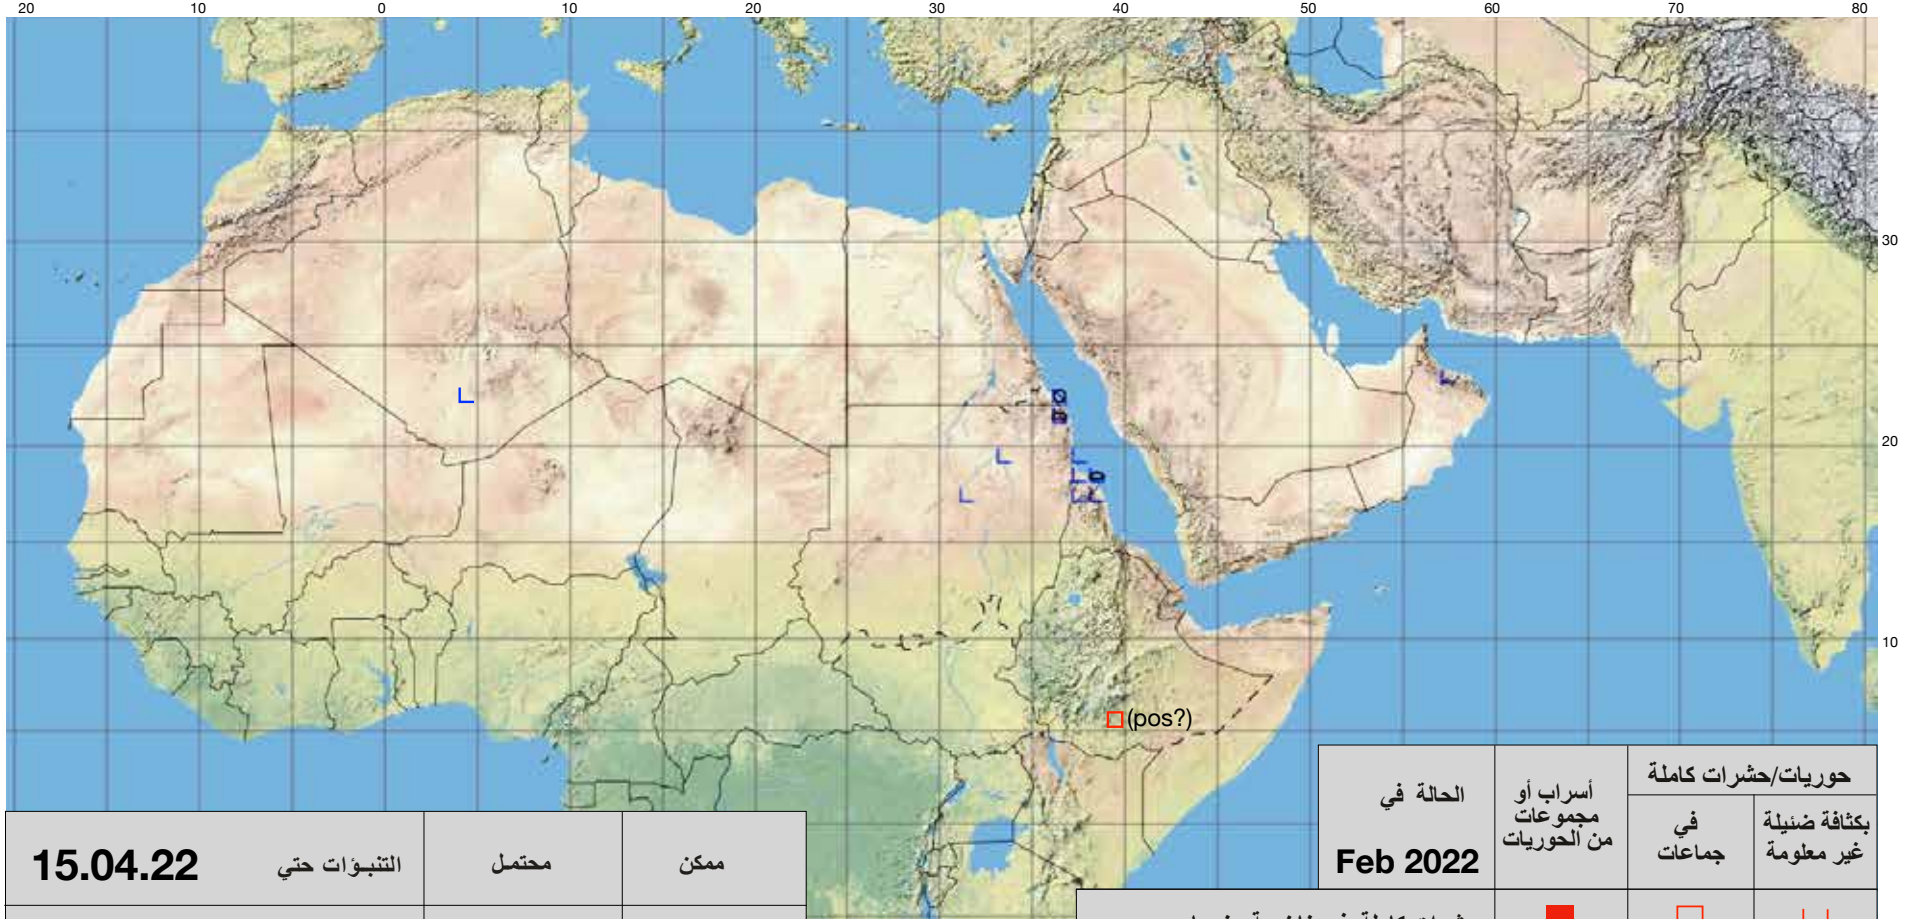 20 10 0 10 20 30 40 50 60 70 80
30
20
10
(pos?)
الحالة في
Feb 2022
أسراب أو
مجموعات
من الحوريات
حوريات/حشرات كاملة
في
جماعات
بكثافة ضئيلة
غير معلومة
15.04.22
التنبؤات حتي
محتمل
ممكن